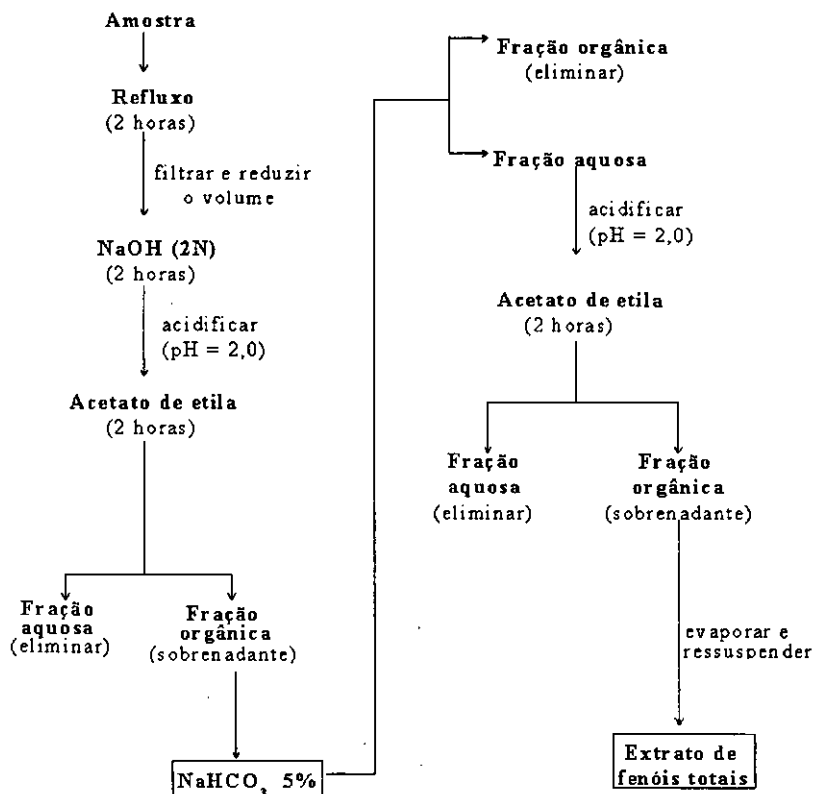 Amostra
Refluxo
(2 horas)
filtrar e reduzir
o volume
NaOH (2N)
(2 horas)
acidificar
(pH = 2,0)
Acetato de etila
(2 horas)
Fração
aquosa
(eliminar)
Fração
orgânica
(sobrenadante)
NaHCO₃ 5%
Fração orgânica
(eliminar)
Fração aquosa
acidificar
(pH = 2,0)
Acetato de etila
(2 horas)
Fração
aquosa
(eliminar)
Fração
orgânica
(sobrenadante)
evaporar e
ressuspender
Extrato de
fenóis totais